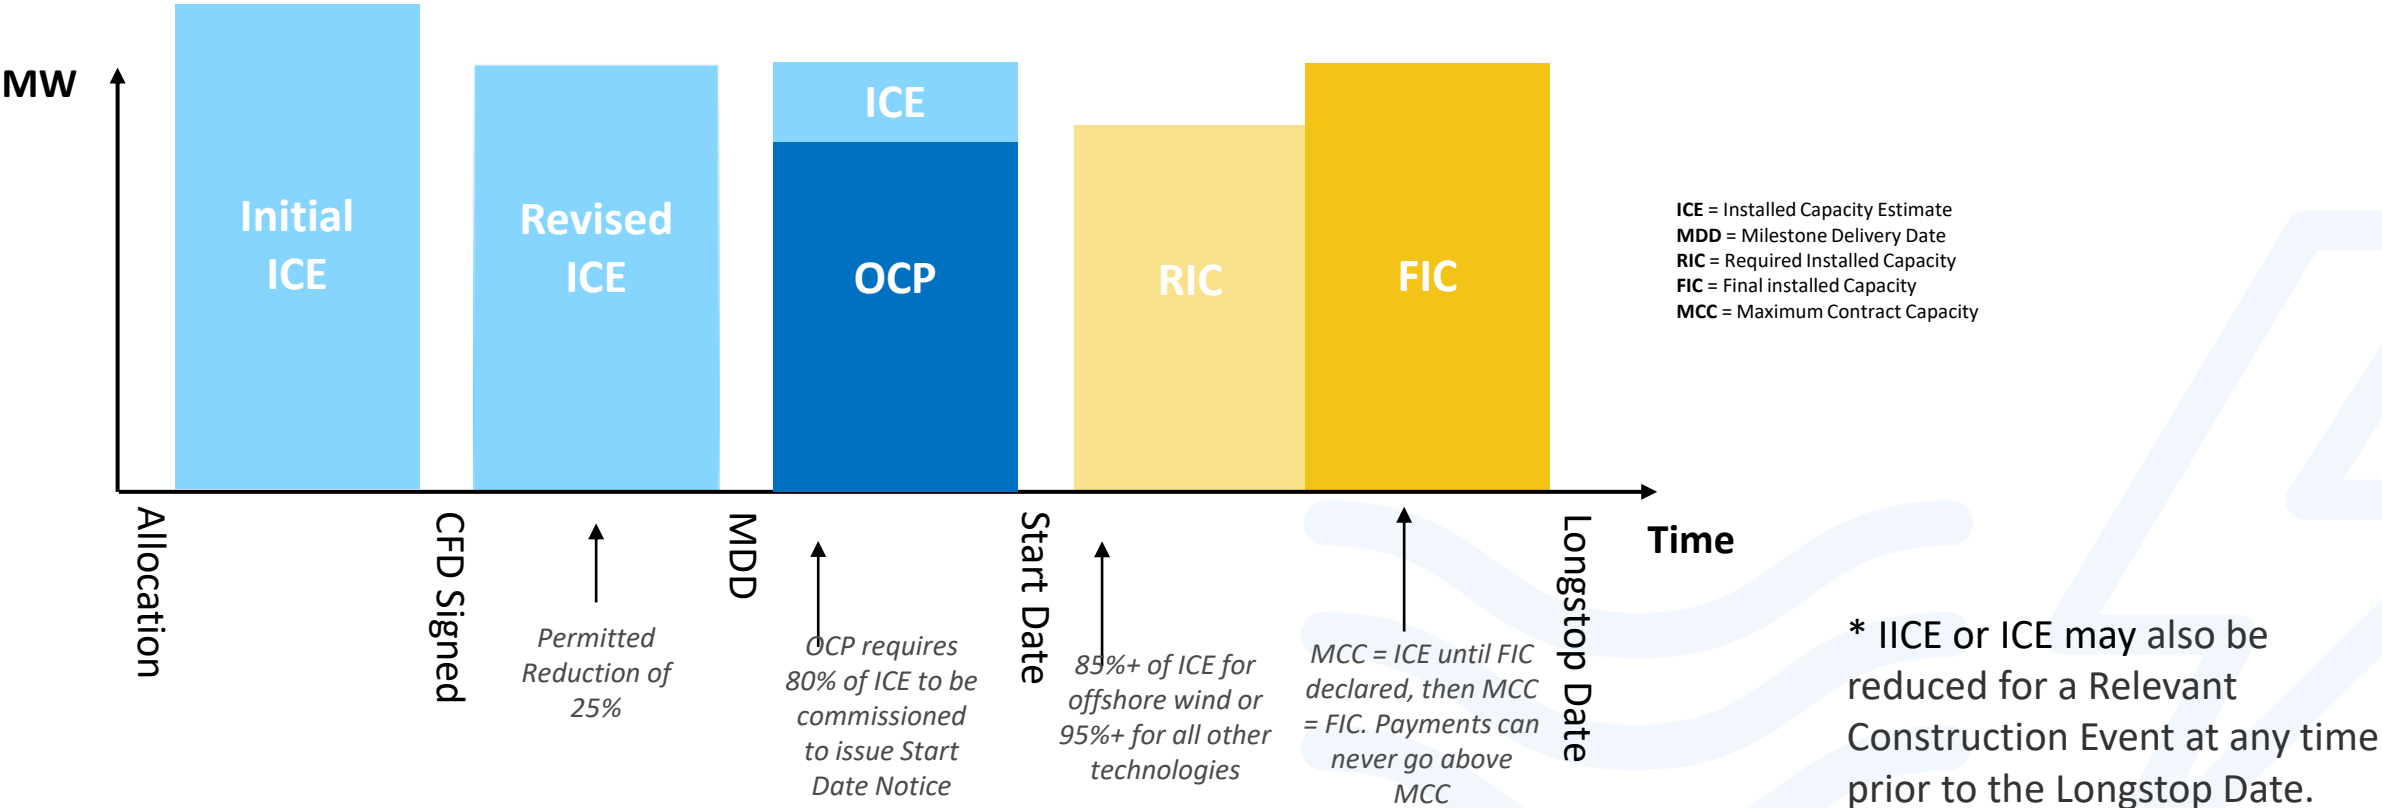 MW
Initial
ICE
Revised
ICE
ICE
OCP
RIC
FIC
ICE = Installed Capacity Estimate
MDD = Milestone Delivery Date
RIC = Required Installed Capacity
FIC = Final installed Capacity
MCC = Maximum Contract Capacity
Allocation
CFD Signed
MDD
Start Date
Longstop Date
Time
Permitted
Reduction of
25%
OCP requires
80% of ICE to be
commissioned
to issue Start
Date Notice
85%+ of ICE for
offshore wind or
95%+ for all other
technologies
MCC = ICE until FIC
declared, then MCC
= FIC. Payments can
never go above
MCC
* IICE or ICE may also be
reduced for a Relevant
Construction Event at any time
prior to the Longstop Date.